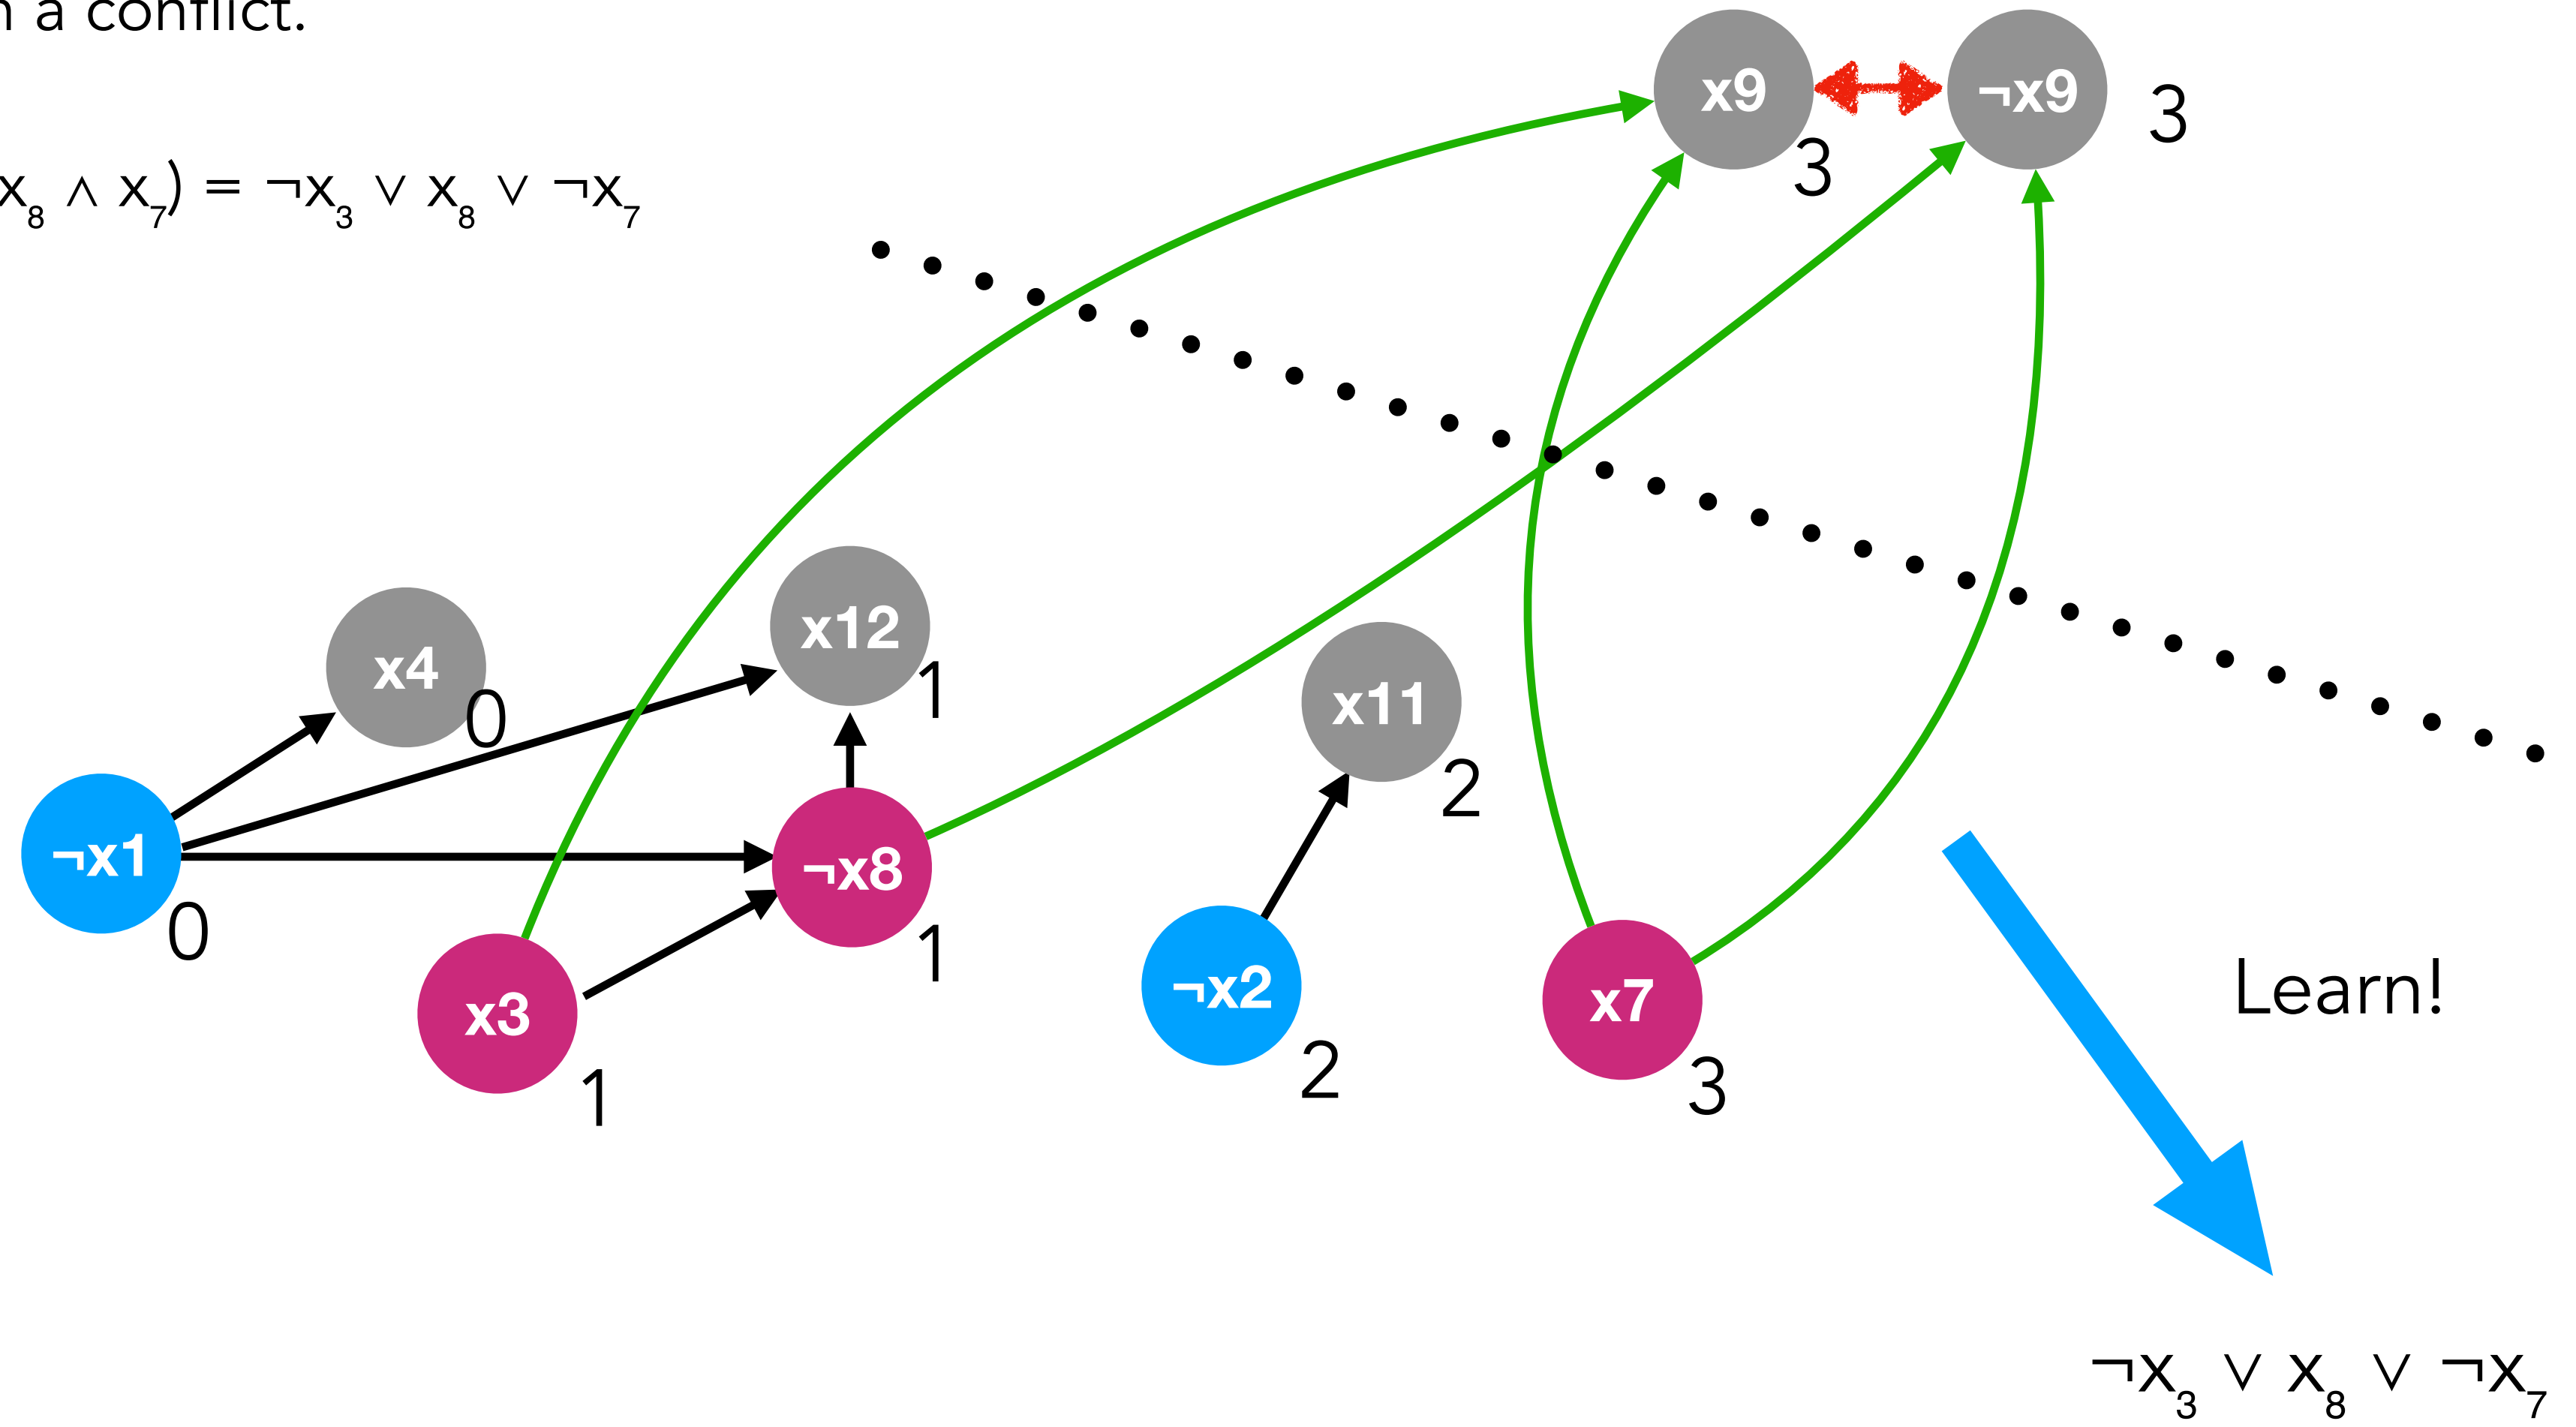 a conflict.
x9
¬x9
3
3
x₈ ∧ x₇) = ¬x₃ ∨ x₈ ∨ ¬x₇
x4
0
x12
1
x11
2
¬x1
0
¬x8
1
x3
1
¬x2
2
x7
3
Learn!
¬x₃ ∨ x₈ ∨ ¬x₇